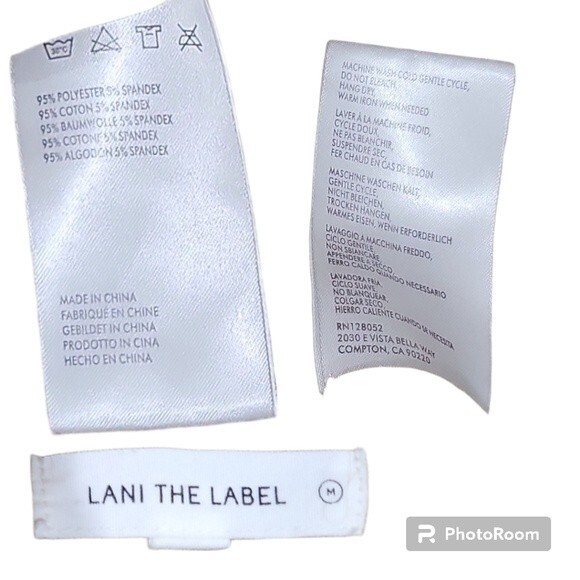 30°C
95% POLYESTER 5% SPANDEX
95% COTON 5% SPANDEX
95% BAUMWOLLE 5% SPANDEX
95% COTONE 5% SPANDEX
95% ALGODON 5% SPANDEX
MADE IN CHINA
FABRIQUÉ EN CHINE
GEBILDET IN CHINA
PRODOTTO IN CINA
HECHO EN CHINA
MACHINE WASH COLD GENTLE CYCLE,
DO NOT BLEACH,
HANG DRY,
WARM IRON WHEN NEEDED
LAVER À LA MACHINE FROID,
CYCLE DOUX,
NE PAS BLANCHIR,
SUSPENDRE SEC,
FER CHAUD EN CAS DE BESOIN
MASCHINE WASCHEN KALT,
GENTLE CYCLE,
NICHT BLEICHEN,
TROCKEN HANGEN,
WARMES EISEN, WENN ERFORDERLICH
LAVAGGIO A MACCHINA FREDDO,
CICLO GENTILE,
NON SBIANCARE,
APPENDERE A SECCO,
FERRO CALDO QUANDO NECESSARIO
LAVADORA FRIA,
CICLO SUAVE,
NO BLANQUEAR,
COLGAR SECO,
HIERRO CALIENTE CUANDO SE NECESITA
RN128052
2030 E VISTA BELLA WAY
COMPTON, CA 90220
LANI THE LABEL M
PhotoRoom